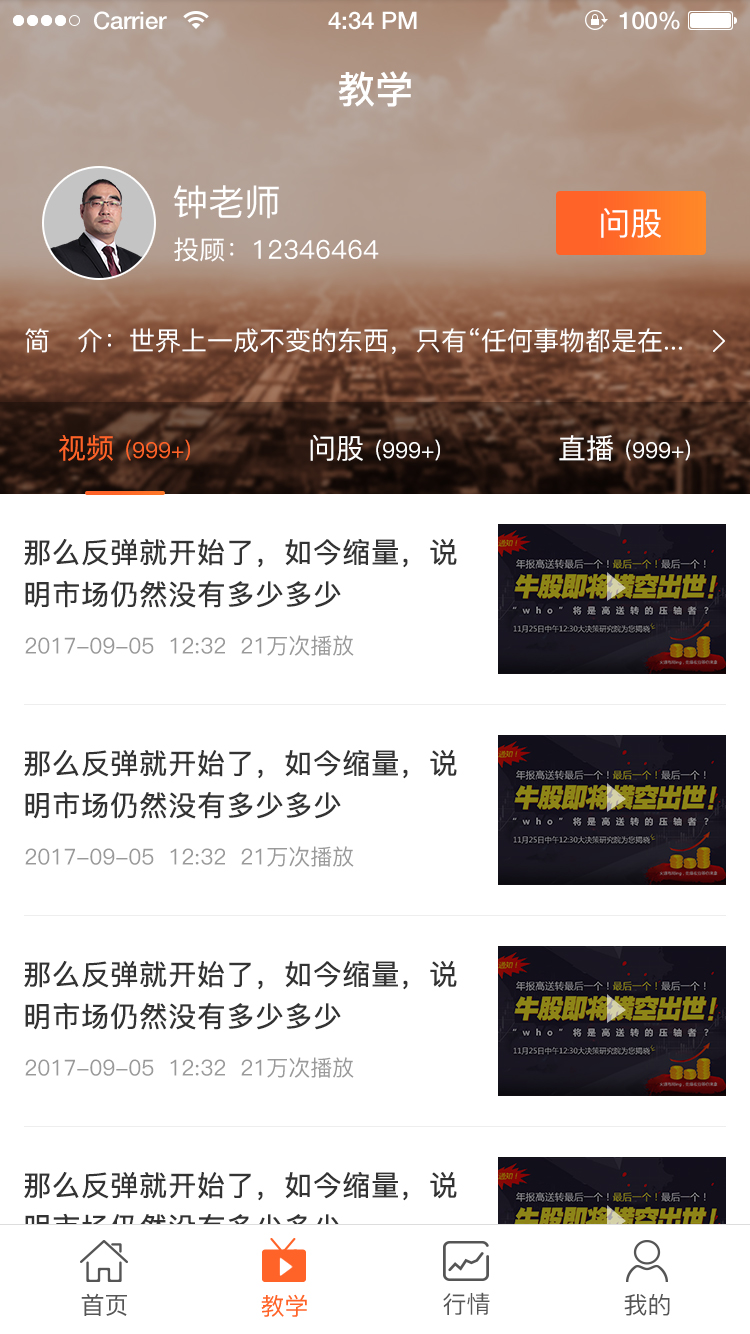 Carrier 4:34 PM 100%
教学
钟老师
投顾：12346464
问股
简 介：世界上一成不变的东西，只有“任何事物都是在...
视频 (999+) 问股 (999+) 直播 (999+)
那么反弹就开始了，如今缩量，说
明市场仍然没有多少多少
2017-09-05 12:32 21万次播放
通知！
年报高送转最后一个！最后一个！最后一个！
牛股即将横空出世！
“who”将是高送转的压轴者？
11月25日中午12:30大决策研究院为您揭晓
那么反弹就开始了，如今缩量，说
明市场仍然没有多少多少
2017-09-05 12:32 21万次播放
通知！
年报高送转最后一个！最后一个！最后一个！
牛股即将横空出世！
“who”将是高送转的压轴者？
11月25日中午12:30大决策研究院为您揭晓
那么反弹就开始了，如今缩量，说
明市场仍然没有多少多少
2017-09-05 12:32 21万次播放
通知！
年报高送转最后一个！最后一个！最后一个！
牛股即将横空出世！
“who”将是高送转的压轴者？
11月25日中午12:30大决策研究院为您揭晓
那么反弹就开始了，如今缩量，说
明市场仍然没有多少多少
通知！
年报高送转最后一个！最后一个！最后一个！
牛股即将横空出世！
首页 教学 行情 我的